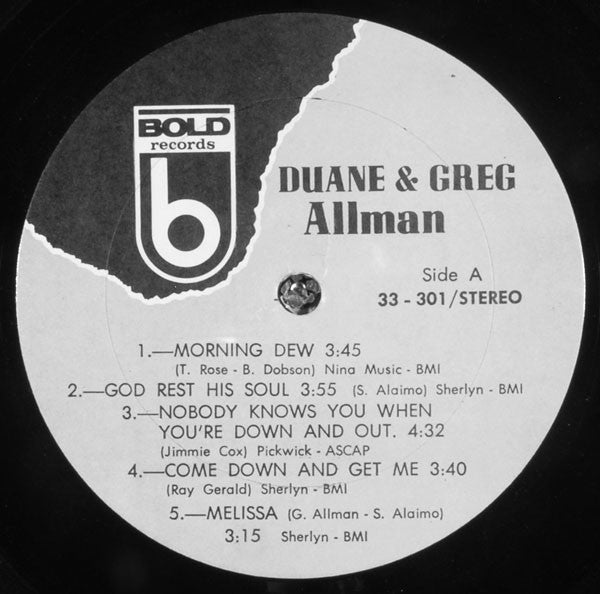 BOLD
records
b
DUANE & GREG
Allman
Side A
33 - 301/STEREO
1.—MORNING DEW 3:45
(T. Rose - B. Dobson) Nina Music - BMI
2.—GOD REST HIS SOUL 3:55 (S. Alaimo) Sherlyn - BMI
3.—NOBODY KNOWS YOU WHEN
YOU'RE DOWN AND OUT. 4:32
(Jimmie Cox) Pickwick - ASCAP
4.—COME DOWN AND GET ME 3:40
(Ray Gerald) Sherlyn - BMI
5.—MELISSA (G. Allman - S. Alaimo)
3:15 Sherlyn - BMI